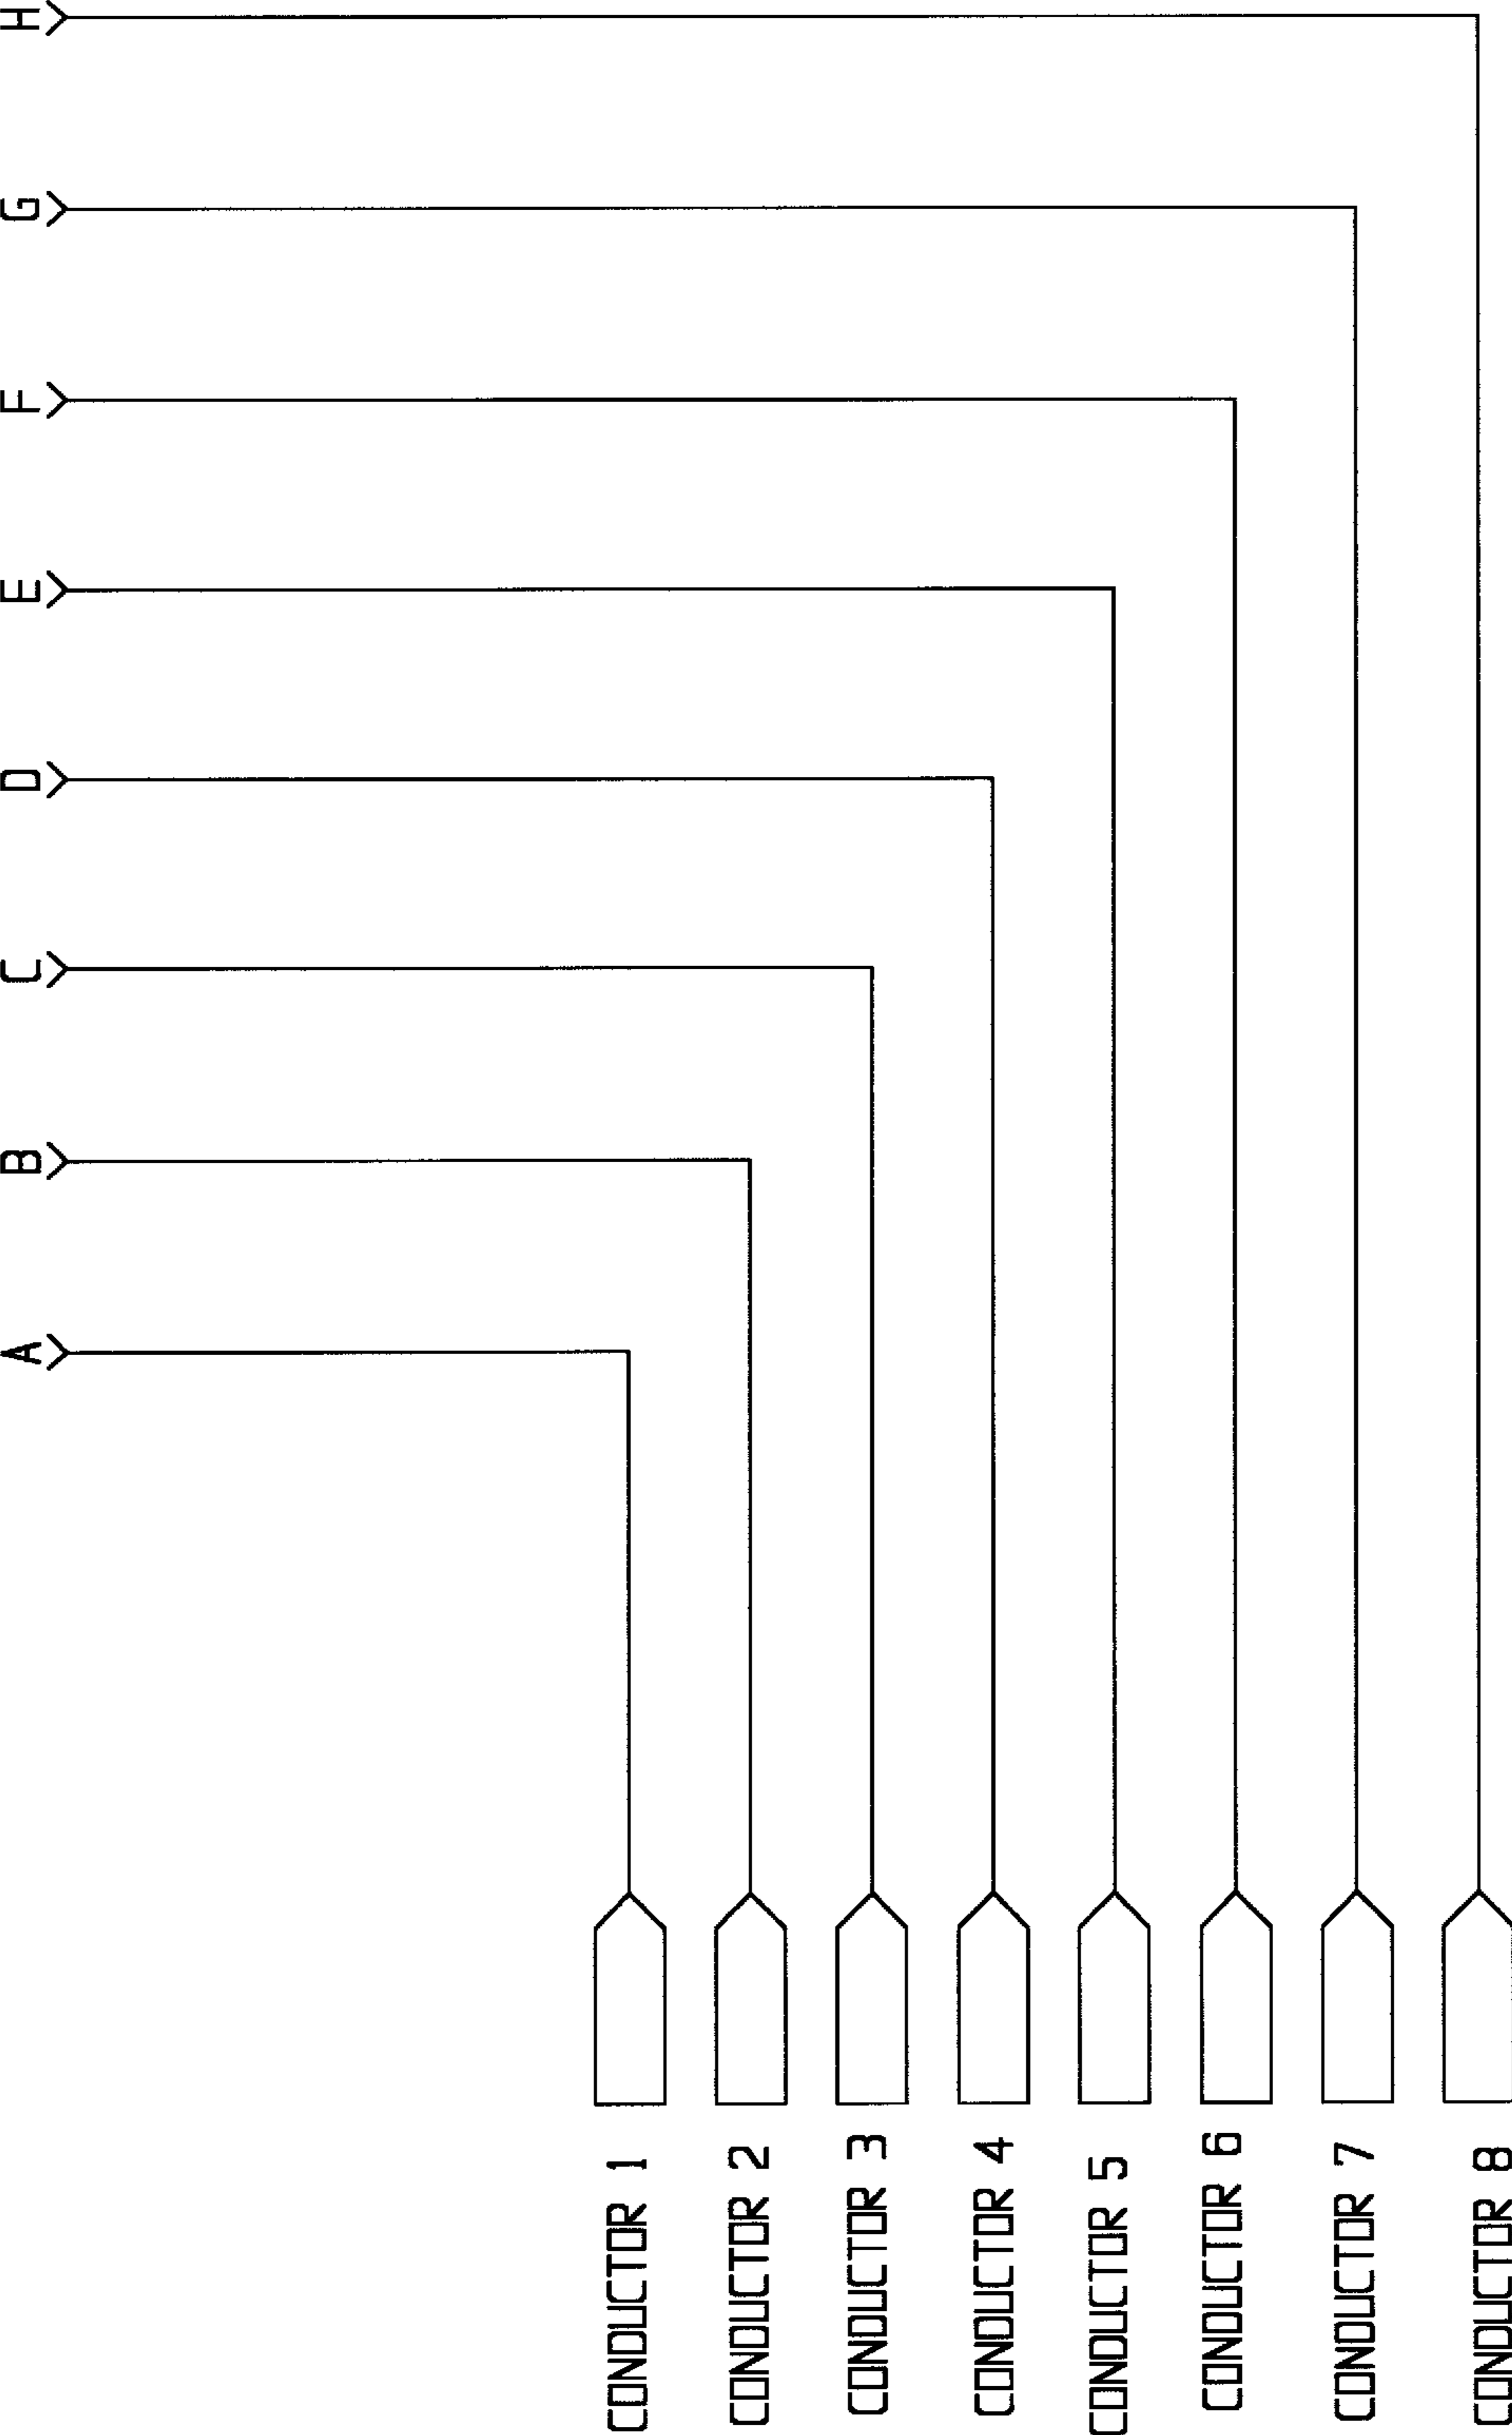 H
G
F
E
D
C
B
A
CONDUCTOR 1
CONDUCTOR 2
CONDUCTOR 3
CONDUCTOR 4
CONDUCTOR 5
CONDUCTOR 6
CONDUCTOR 7
CONDUCTOR 8